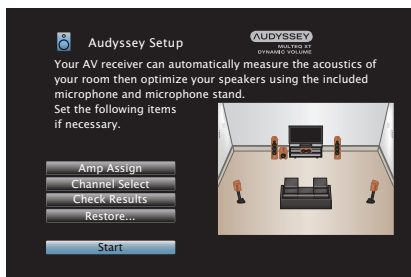 Audyssey Setup
AUDYSSEY
MULTEQ XT
DYNAMIC VOLUME
Your AV receiver can automatically measure the acoustics of
your room then optimize your speakers using the included
microphone and microphone stand.
Set the following items
if necessary.
Amp Assign
Channel Select
Check Results
Restore...
Start